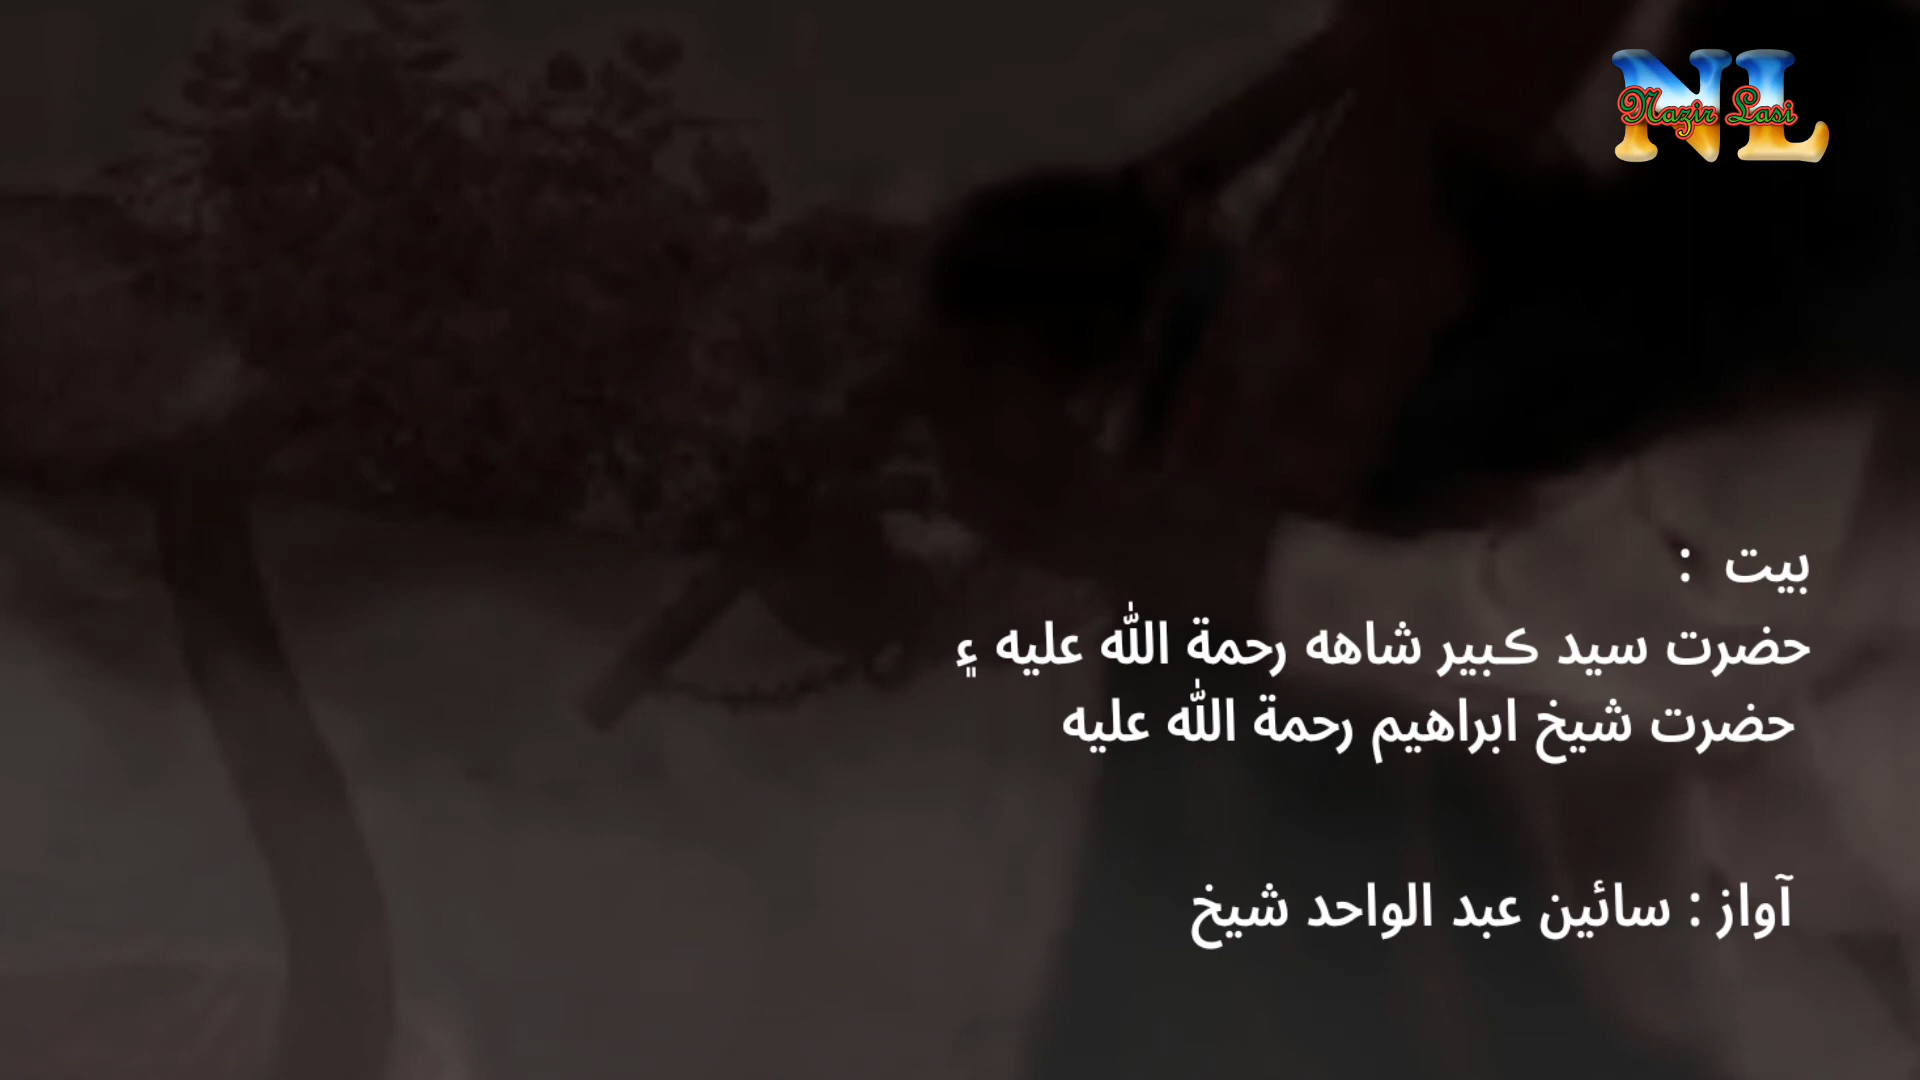 NL
Nazir Lasi
بيت :
حضرت سيد ڪبير شاهه رحمة الله عليه ۽
حضرت شيخ ابراهيم رحمة الله عليه
آواز : سائين عبد الواحد شيخ